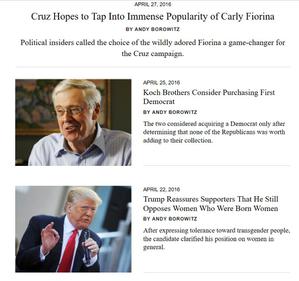 APRIL 27, 2016
Cruz Hopes to Tap Into Immense Popularity of Carly Fiorina
BY ANDY BOROWITZ
Political insiders called the choice of the wildly adored Fiorina a game-changer for
the Cruz campaign.
APRIL 25, 2016
Koch Brothers Consider Purchasing First
Democrat
BY ANDY BOROWITZ
The two considered acquiring a Democrat only after
determining that none of the Republicans was worth
adding to their collection.
APRIL 22, 2016
Trump Reassures Supporters That He Still
Opposes Women Who Were Born Women
BY ANDY BOROWITZ
After expressing tolerance toward transgender people,
the candidate clarified his position on women in
general.